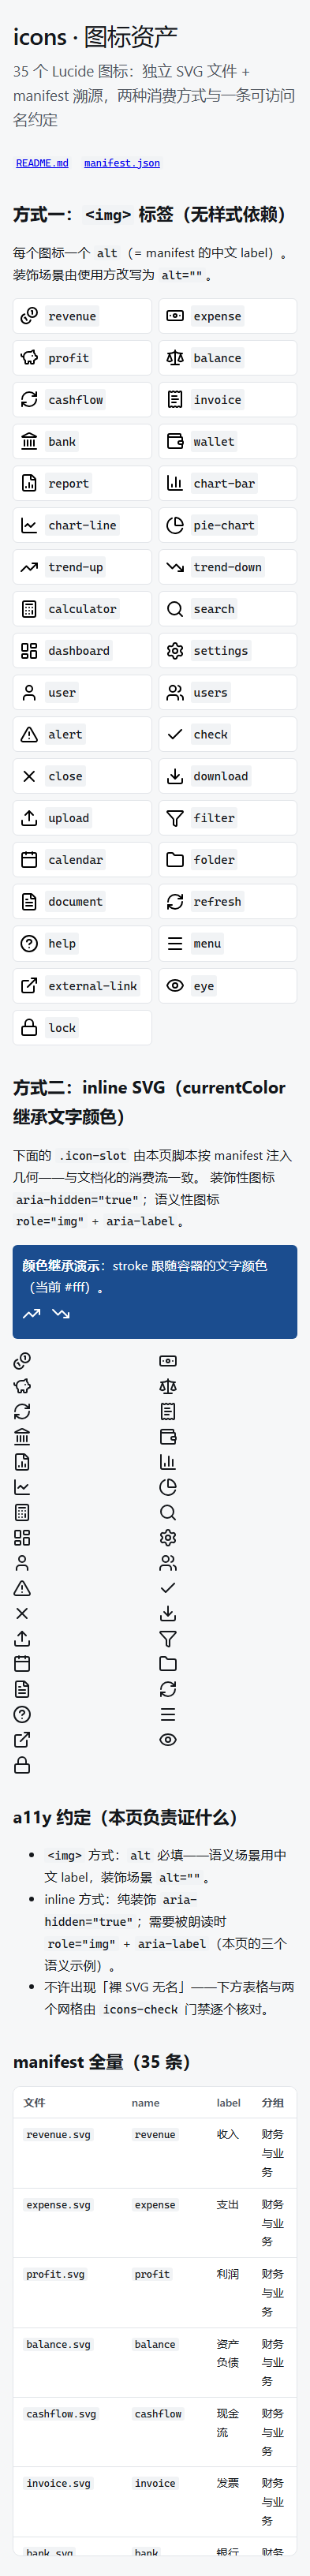 icons · 图标资产
35 个 Lucide 图标：独立 SVG 文件 +
manifest 溯源，两种消费方式与一条可访问
名约定
README.md manifest.json
方式一：<img> 标签（无样式依赖）
每个图标一个 alt（= manifest 的中文 label）。
装饰场景由使用方改写为 alt=""。
revenue expense
profit balance
cashflow invoice
bank wallet
report chart-bar
chart-line pie-chart
trend-up trend-down
calculator search
dashboard settings
user users
alert check
close download
upload filter
calendar folder
document refresh
help menu
external-link eye
lock
方式二：inline SVG（currentColor
继承文字颜色）
下面的 .icon-slot 由本页脚本按 manifest 注入
几何——与文档化的消费流一致。 装饰性图标
aria-hidden="true"；语义性图标
role="img" + aria-label。
颜色继承演示：stroke 跟随容器的文字颜色
（当前 #fff）。
a11y 约定（本页负责证什么）
<img> 方式：alt 必填——语义场景用中
文 label，装饰场景 alt=""。
inline 方式：纯装饰 aria-
hidden="true"；需要被朗读时
role="img" + aria-label（本页的三个
语义示例）。
不许出现「裸 SVG 无名」——下方表格与两
个网格由 icons-check 门禁逐个核对。
manifest 全量（35 条）
文件 name label 分组
revenue.svg revenue 收入 财务
与业
务
expense.svg expense 支出 财务
与业
务
profit.svg profit 利润 财务
与业
务
balance.svg balance 资产 财务
负债 与业
务
cashflow.svg cashflow 现金 财务
流 与业
务
invoice.svg invoice 发票 财务
与业
务
bank.svg bank 银行 财务